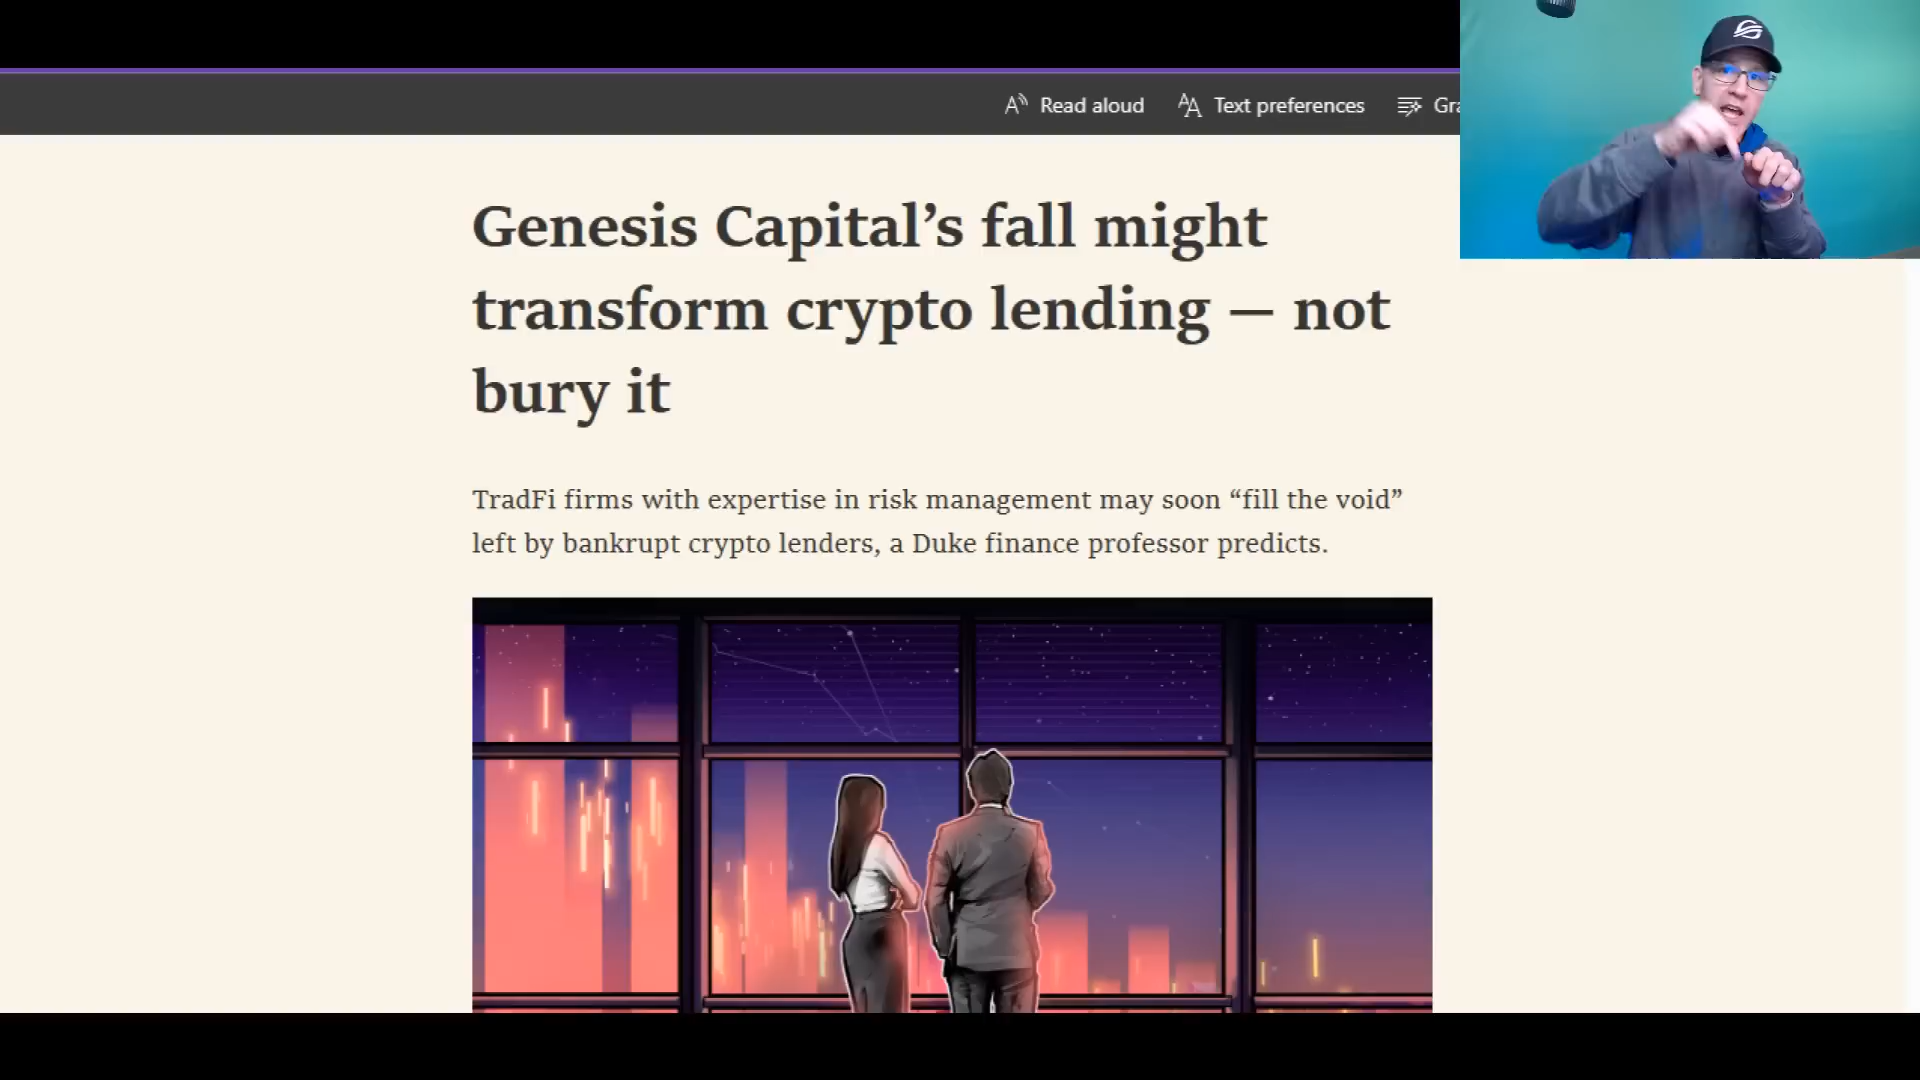 Read aloud Text preferences Gra
Genesis Capital’s fall might
transform crypto lending — not
bury it
TradFi firms with expertise in risk management may soon “fill the void”
left by bankrupt crypto lenders, a Duke finance professor predicts.